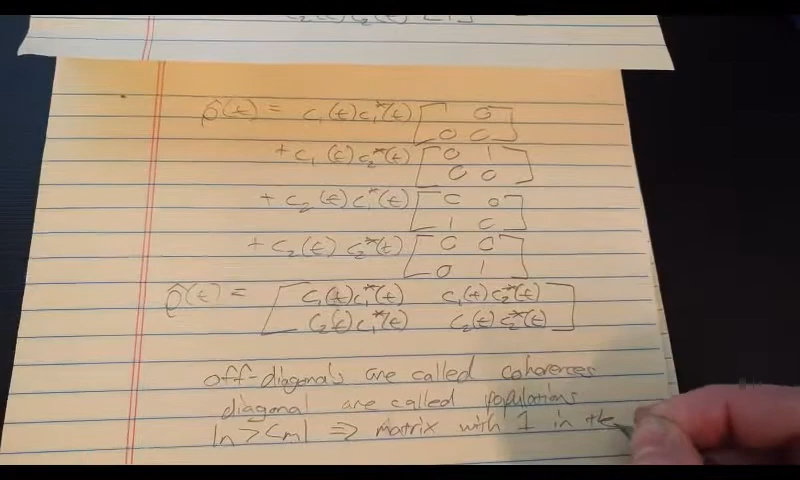 ρ̂(t) = c₁(t)c₁*(t) [1 0
0 0]
+ c₁(t)c₂*(t) [0 1
0 0]
+ c₂(t)c₁*(t) [0 0
1 0]
+ c₂(t) c₂*(t) [0 0
0 1]
ρ̂(t) = [c₁(t)c₁*(t) c₁(t)c₂*(t)
c₂(t)c₁*(t) c₂(t)c₂*(t)]
off-diagonals are called coherences
diagonal are called populations
|n><m| ⇒ matrix with 1 in the